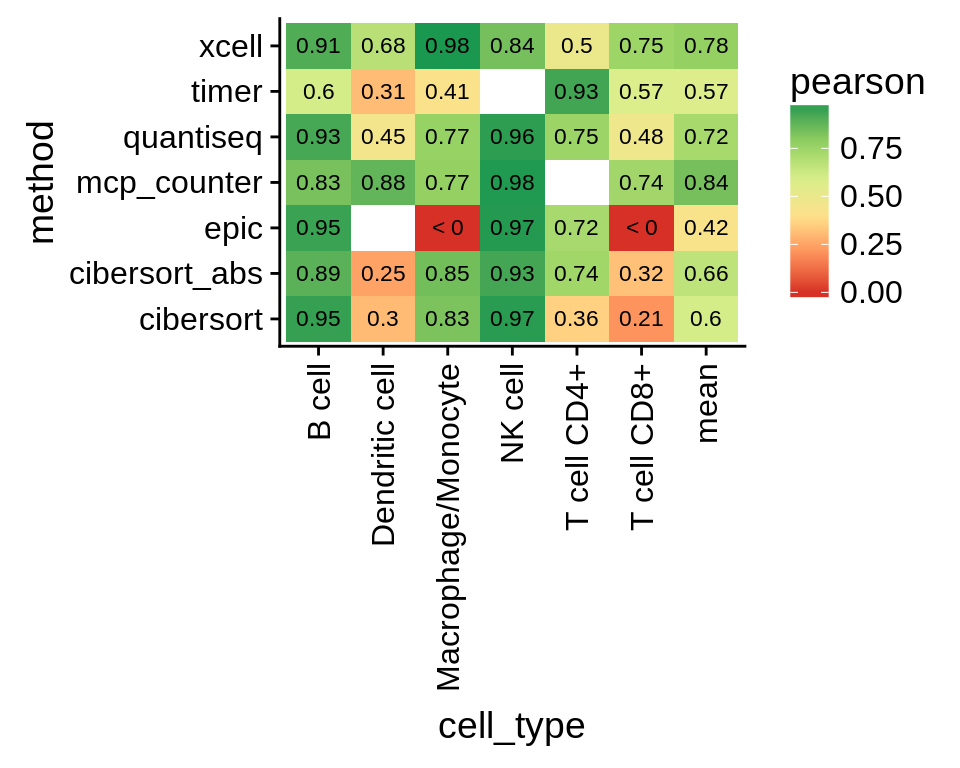 method
xcell 0.91 0.68 0.98 0.84 0.5 0.75 0.78
timer 0.6 0.31 0.41 0.93 0.57 0.57
quantiseq 0.93 0.45 0.77 0.96 0.75 0.48 0.72
mcp_counter 0.83 0.88 0.77 0.98 0.74 0.84
epic 0.95 < 0 0.97 0.72 < 0 0.42
cibersort_abs 0.89 0.25 0.85 0.93 0.74 0.32 0.66
cibersort 0.95 0.3 0.83 0.97 0.36 0.21 0.6
B cell
Dendritic cell
Macrophage/Monocyte
NK cell
T cell CD4+
T cell CD8+
mean
cell_type
pearson
0.75
0.50
0.25
0.00